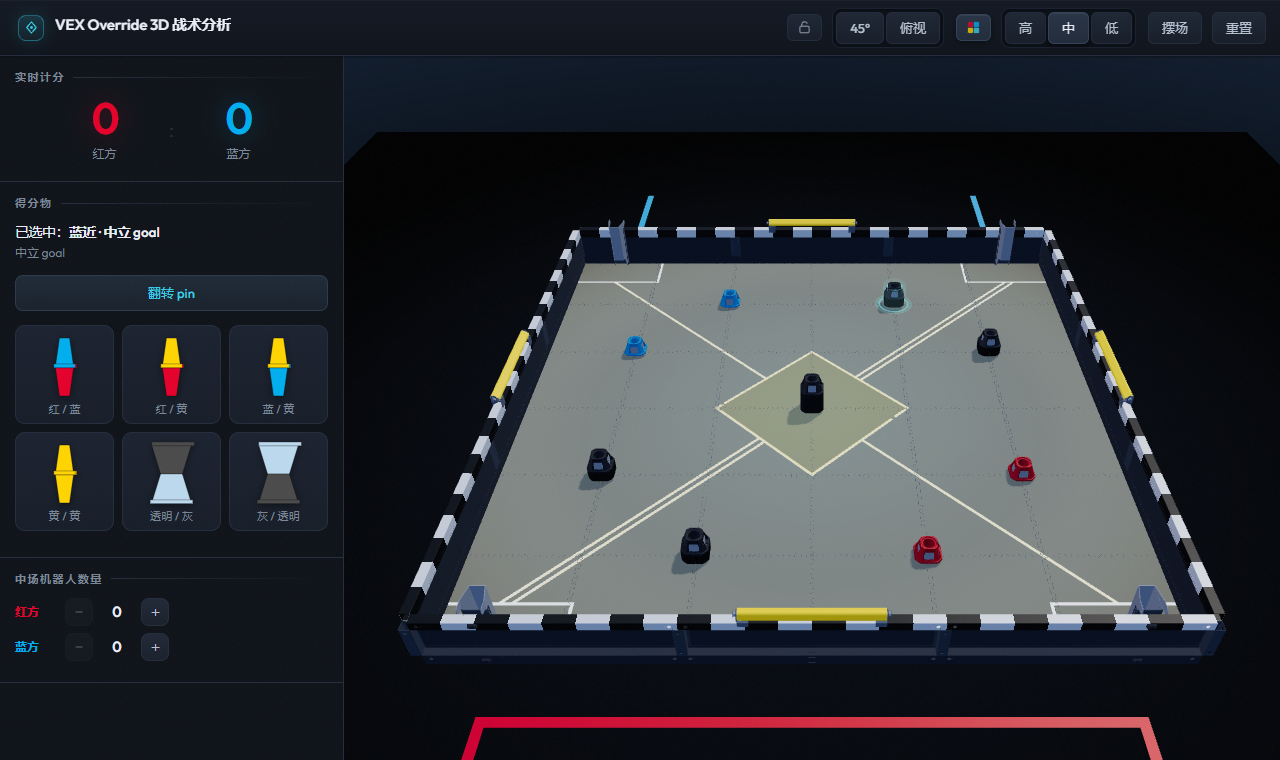 VEX Override 3D 战术分析
45° 俯视 高 中 低 摆场 重置
实时计分
0 : 0
红方 蓝方
得分物
已选中：蓝近·中立 goal
中立 goal
翻转 pin
红 / 蓝 红 / 黄 蓝 / 黄
黄 / 黄 透明 / 灰 灰 / 透明
中场机器人数量
红方 − 0 +
蓝方 − 0 +